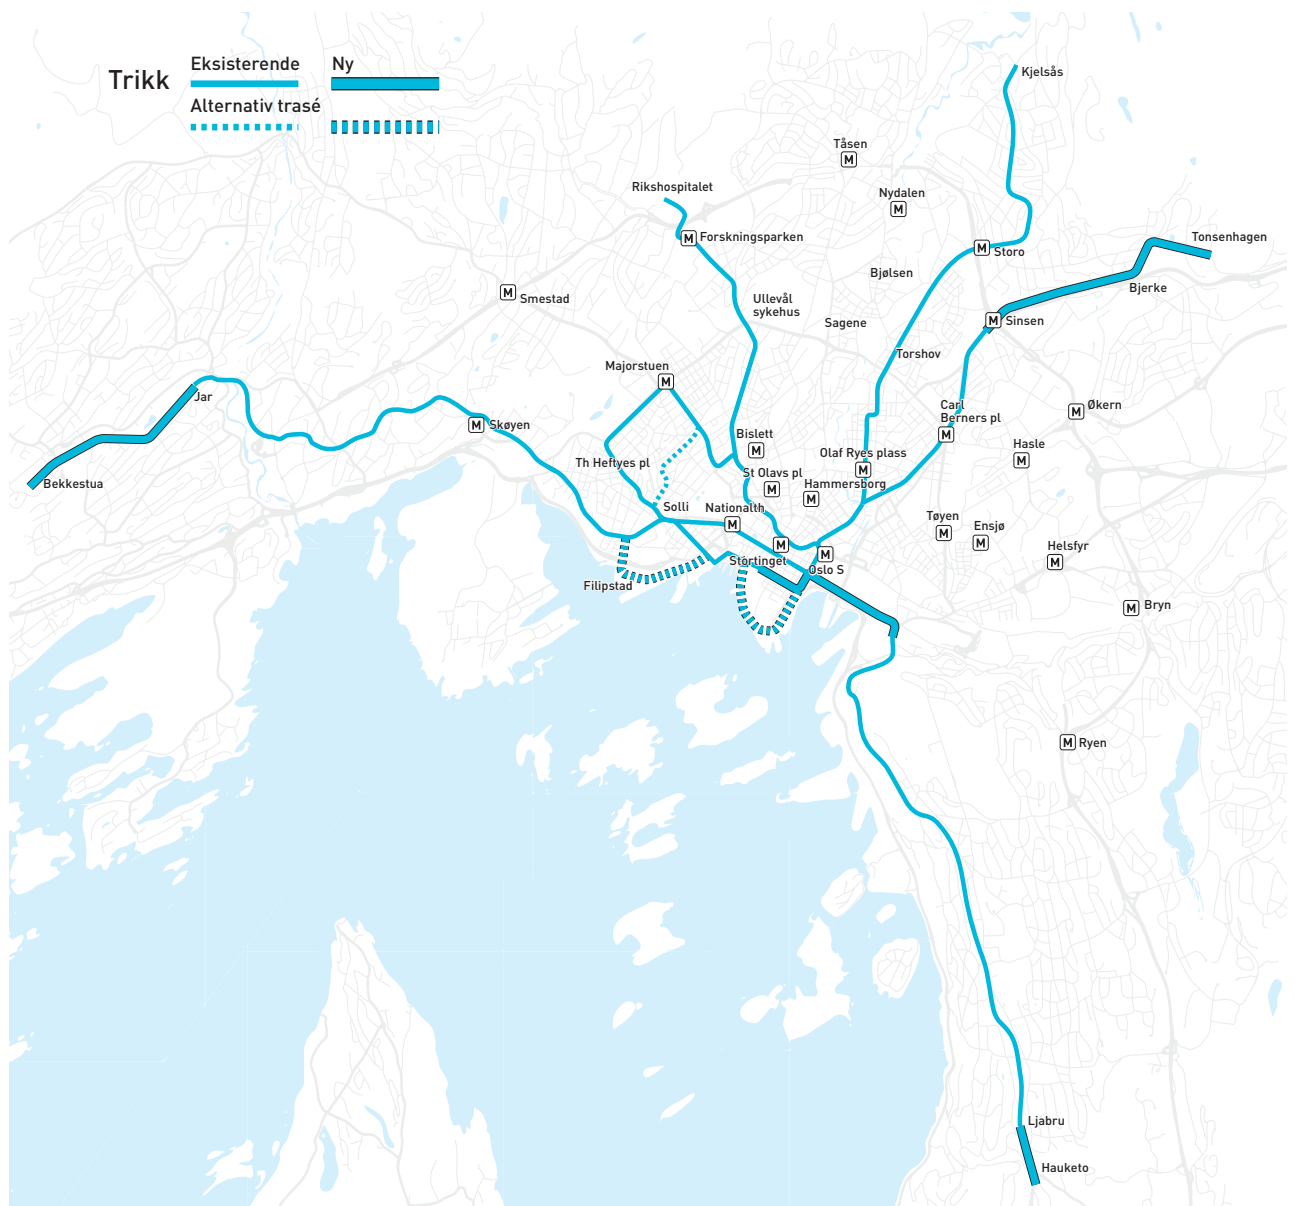 Trikk
Eksisterende
Ny
Alternativ trasé
Kjelsås
Tåsen
M
Rikshospitalet
Nydalen
M
M
Forskningsparken
Tonsenhagen
M
Storo
Bjølsen
Bjerke
M
Smestad
Ullevål
sykehus
Sagene
M
Sinsen
Torshov
Majorstuen
M
Jar
Carl
Berners pl
M
M
Økern
M
Skøyen
Bislett
M
Hasle
M
Olaf Ryes plass
M
Th Heftyes pl
St Olavs pl
M
Hammersborg
M
Bekkestua
Solli
Nationalth
M
Tøyen
M
Ensjø
M
Helsfyr
M
M
Stortinget
M
Oslo S
Filipstad
M
Bryn
M
Ryen
Ljabru
Hauketo